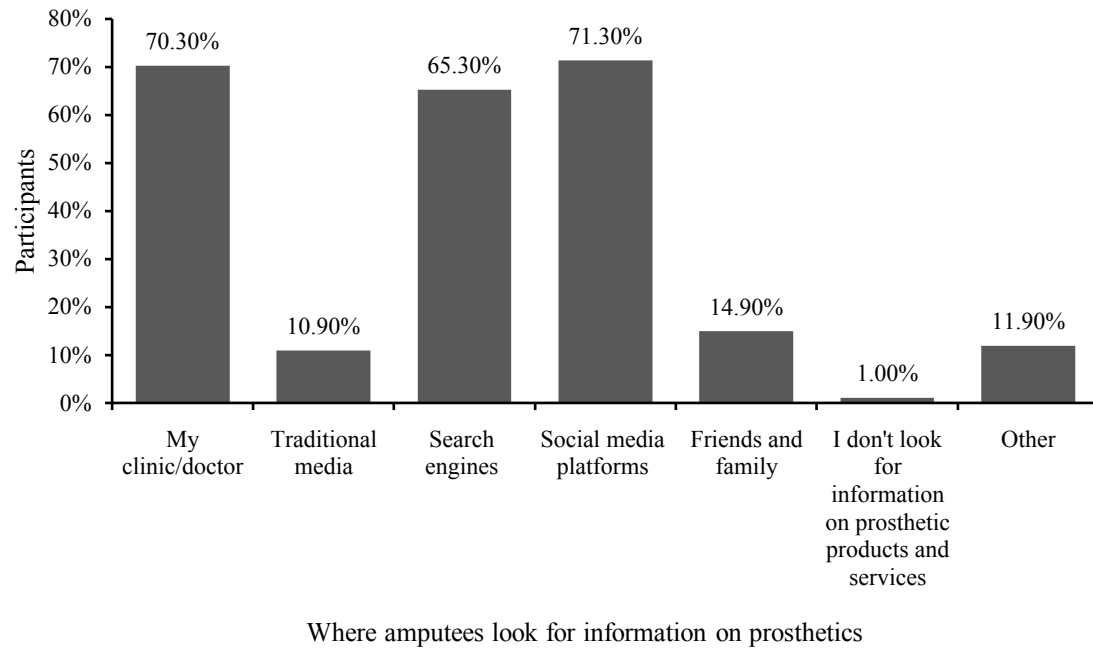 80%
70%
60%
50%
40%
30%
20%
10%
0%
Participants
70.30%
10.90%
65.30%
71.30%
14.90%
1.00%
11.90%
My
clinic/doctor
Traditional
media
Search
engines
Social media
platforms
Friends and
family
I don't look
for
information
on prosthetic
products and
services
Other
Where amputees look for information on prosthetics